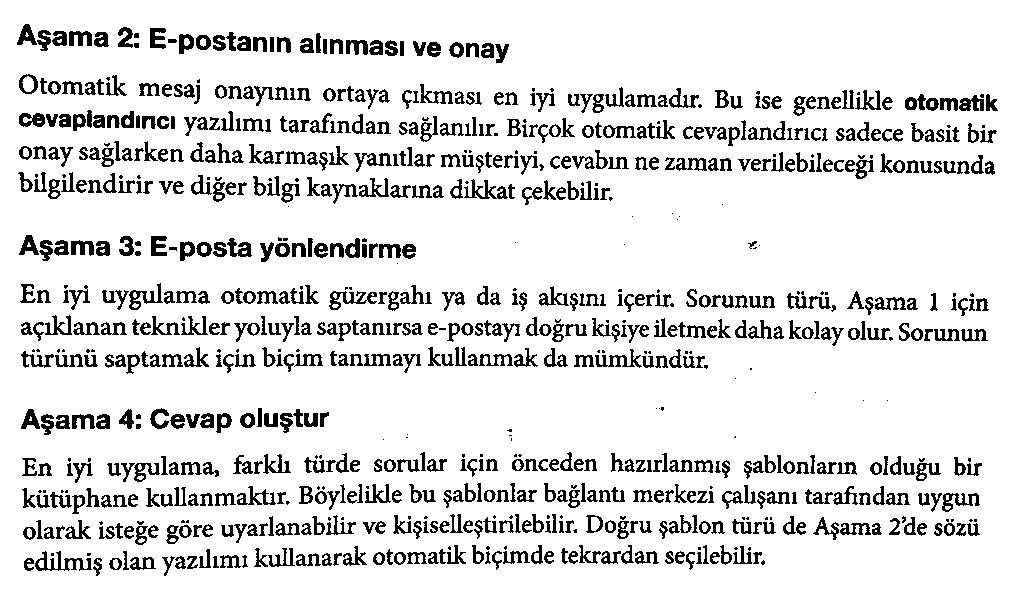 Aşama 2: E-postanın alınması ve onay
Otomatik mesaj onayının ortaya çıkması en iyi uygulamadır. Bu ise genellikle otomatik
cevaplandırıcı yazılımı tarafından sağlanılır. Birçok otomatik cevaplandırıcı sadece basit bir
onay sağlarken daha karmaşık yanıtlar müşteriyi, cevabın ne zaman verilebileceği konusunda
bilgilendirir ve diğer bilgi kaynaklarına dikkat çekebilir.
Aşama 3: E-posta yönlendirme
En iyi uygulama otomatik güzergahı ya da iş akışını içerir. Sorunun türü, Aşama 1 için
açıklanan teknikler yoluyla saptanırsa e-postayı doğru kişiye iletmek daha kolay olur. Sorunun
türünü saptamak için biçim tanımayı kullanmak da mümkündür.
Aşama 4: Cevap oluştur
En iyi uygulama, farklı türde sorular için önceden hazırlanmış şablonların olduğu bir
kütüphane kullanmaktır. Böylelikle bu şablonlar bağlantı merkezi çalışanı tarafından uygun
olarak isteğe göre uyarlanabilir ve kişiselleştirilebilir. Doğru şablon türü de Aşama 2'de sözü
edilmiş olan yazılımı kullanarak otomatik biçimde tekrardan seçilebilir.